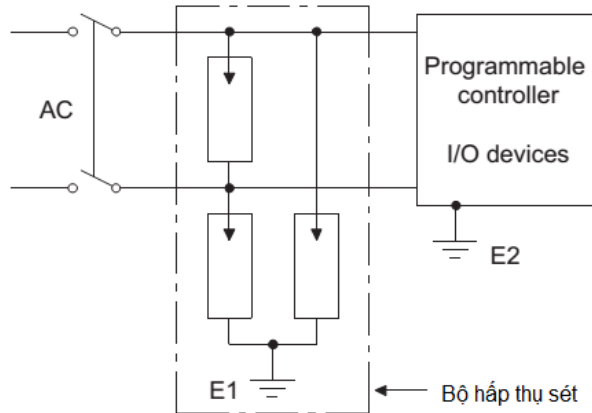 Programmable
controller
AC
I/O devices
E2
E1
Bộ hấp thụ sét